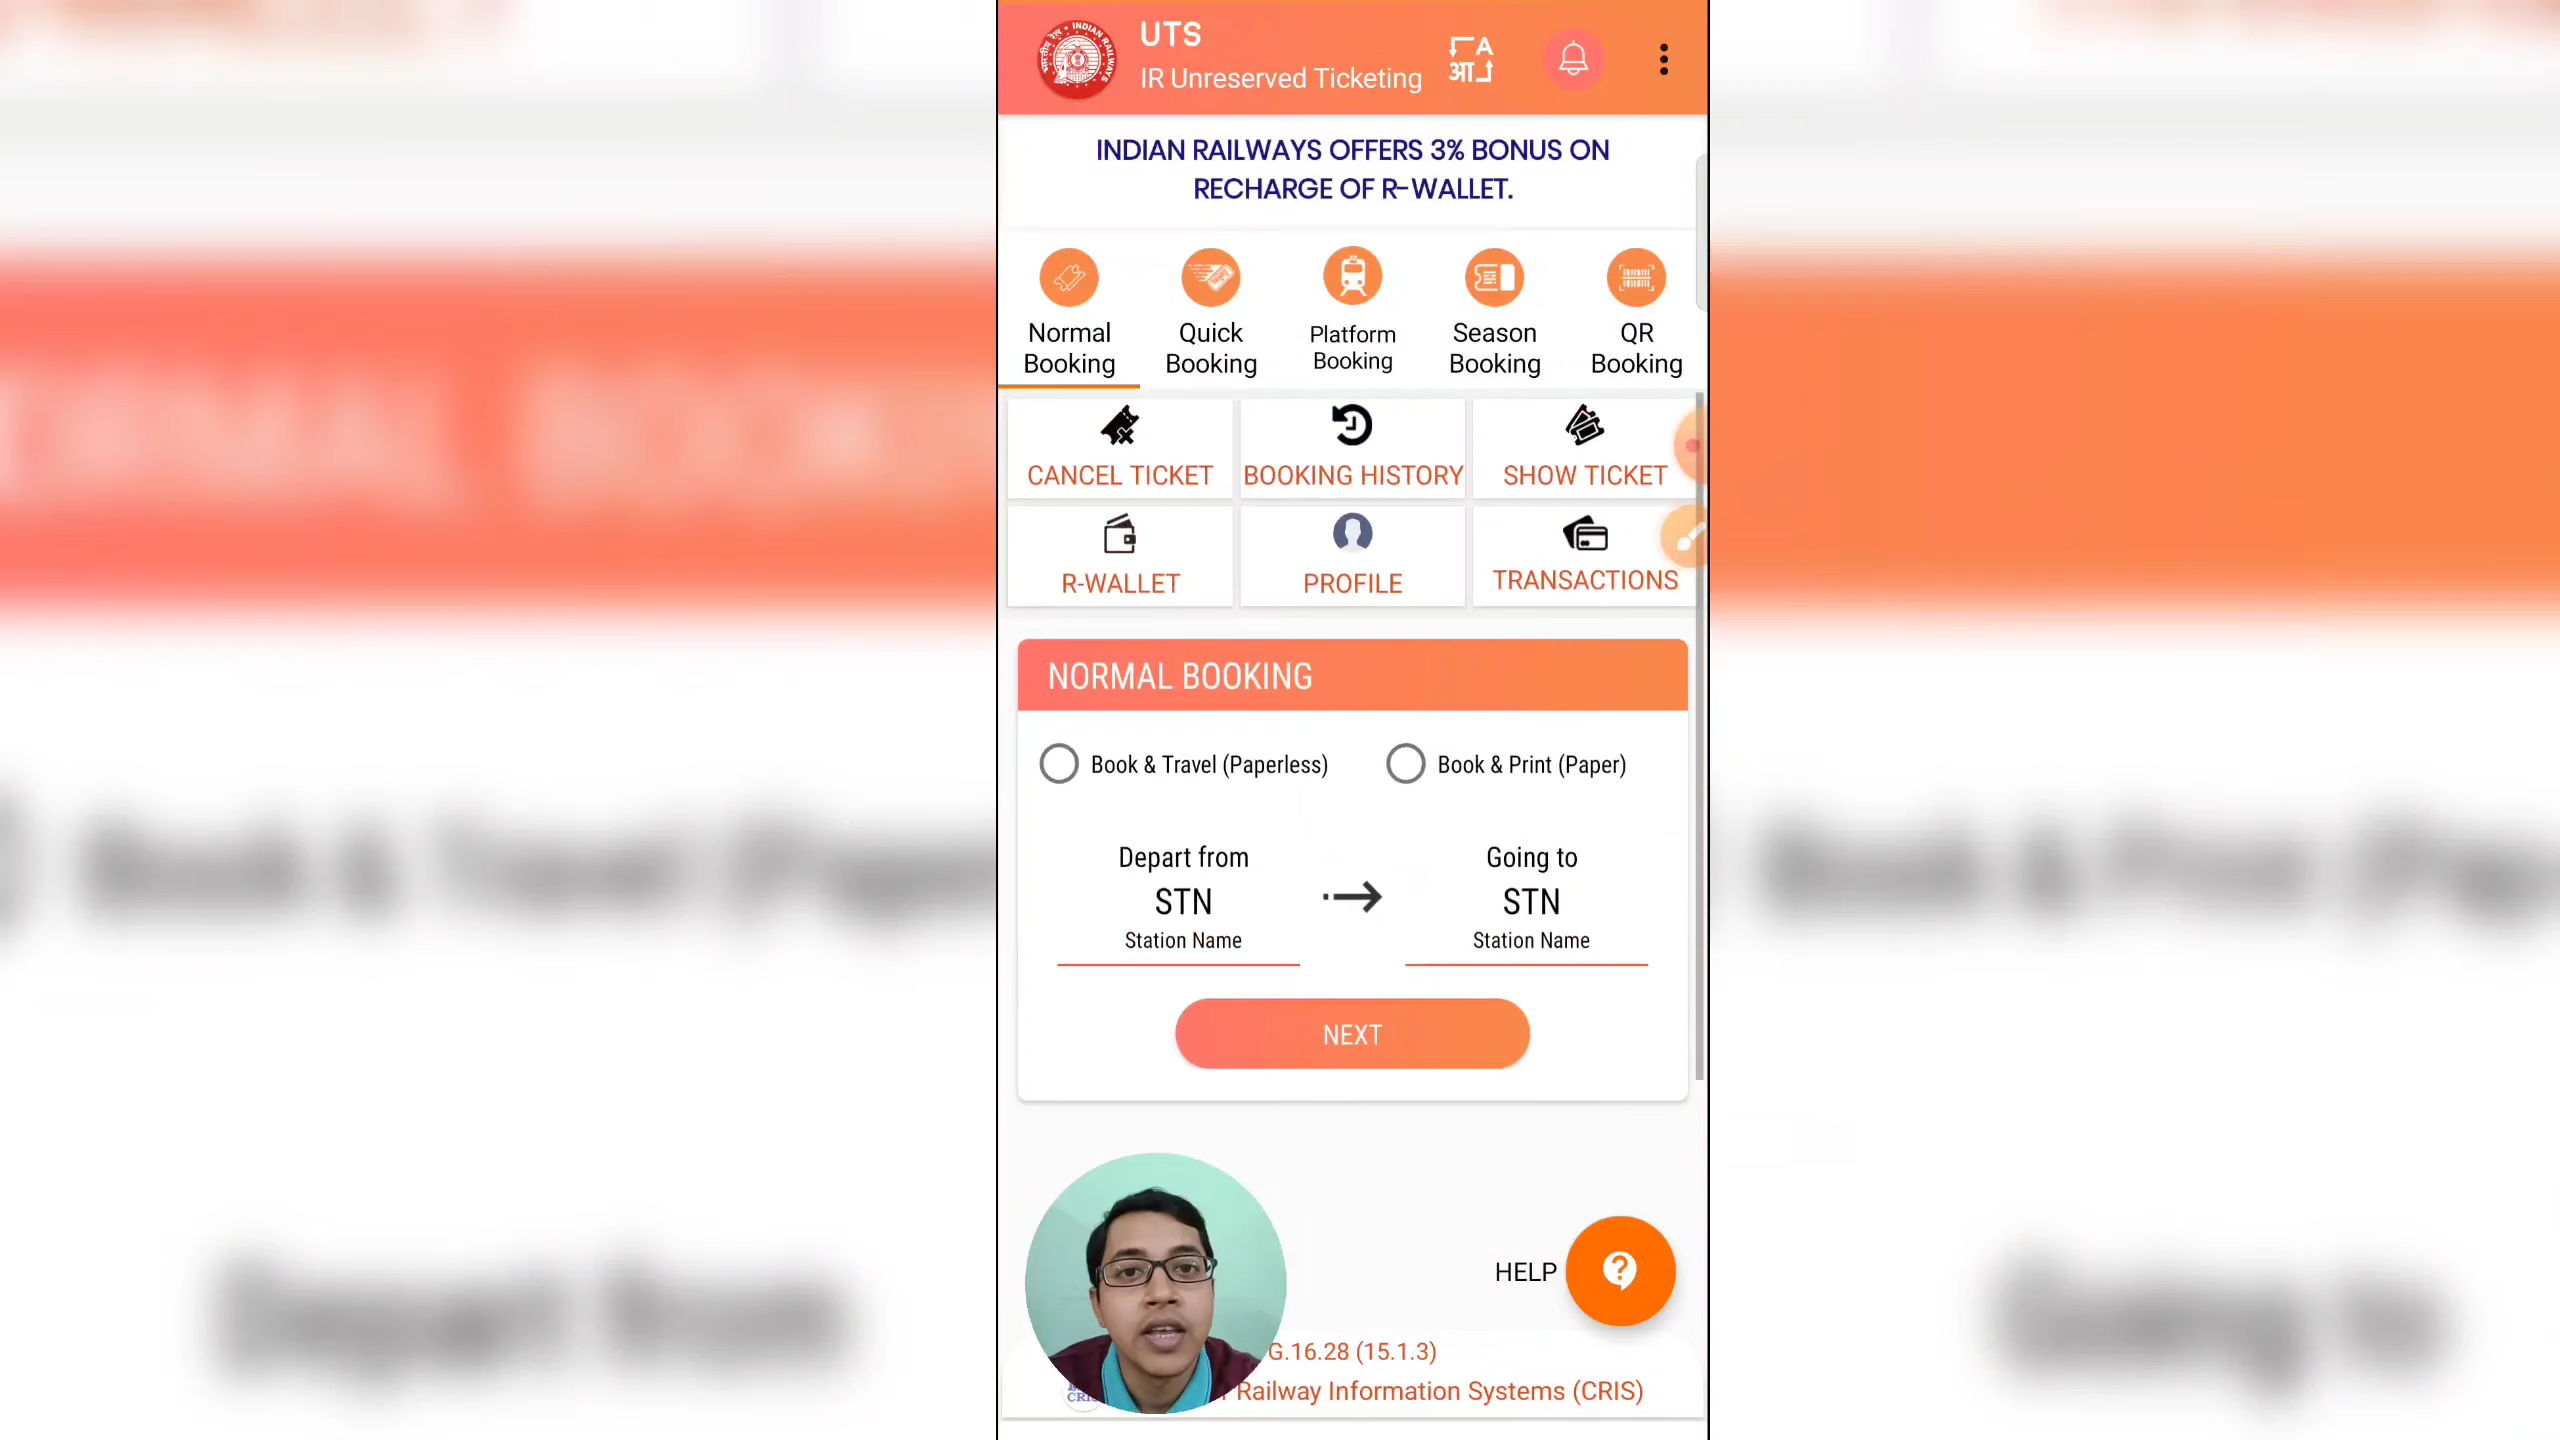 UTS
IR Unreserved Ticketing
A
आ
INDIAN RAILWAYS OFFERS 3% BONUS ON
RECHARGE OF R-WALLET.
Normal
Booking
Quick
Booking
Platform
Booking
Season
Booking
QR
Booking
CANCEL TICKET
BOOKING HISTORY
SHOW TICKET
R-WALLET
PROFILE
TRANSACTIONS
NORMAL BOOKING
Book & Travel (Paperless)
Book & Print (Paper)
Depart from
STN
Station Name
Going to
STN
Station Name
NEXT
HELP
G.16.28 (15.1.3)
Railway Information Systems (CRIS)